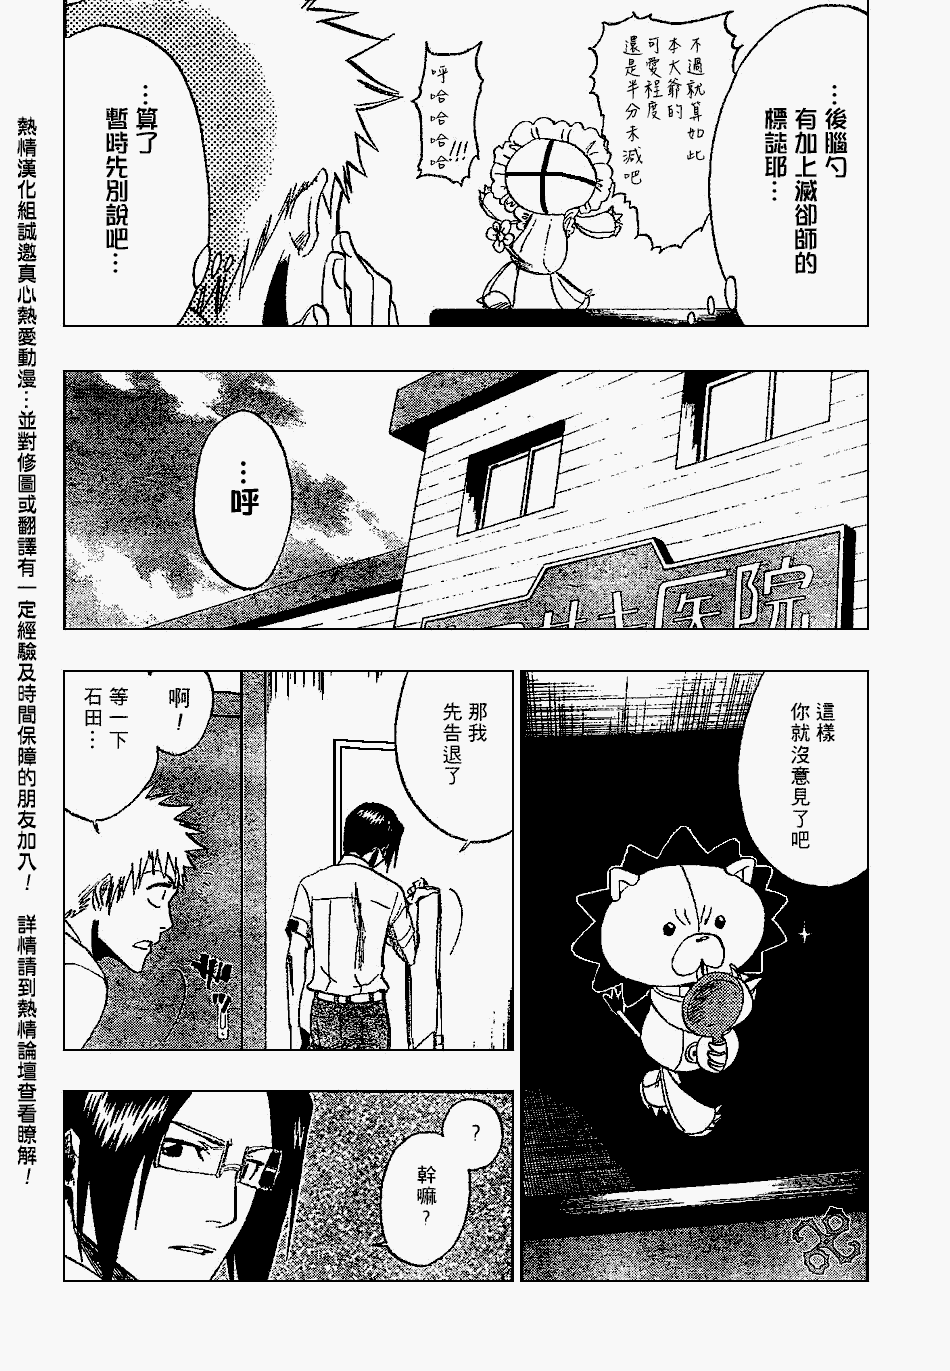 …後腦勺
有加上滅卻師的
標誌耶…
不過就算如此
本大爺的
可愛程度
還是半分未減吧
呼哈哈哈哈!!!
…算了
暫時先別說吧…
…呼
医院
這樣
你就沒意見了吧
那我
先告退了
啊!
等一下
石田…
?
幹嘛?
熱情漢化組誠邀真心熱愛動漫…並對修圖或翻譯有一定經驗及時間保障的朋友加入! 詳情請到熱情論壇查看瞭解!